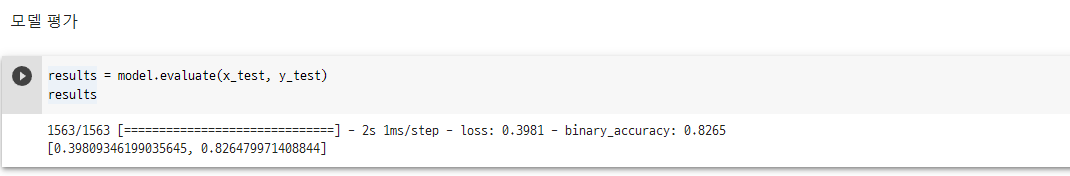 모델 평가
results = model.evaluate(x_test, y_test)
results
1563/1563 [==============================] - 2s 1ms/step - loss: 0.3981 - binary_accuracy: 0.8265
[0.39809346199035645, 0.826479971408844]